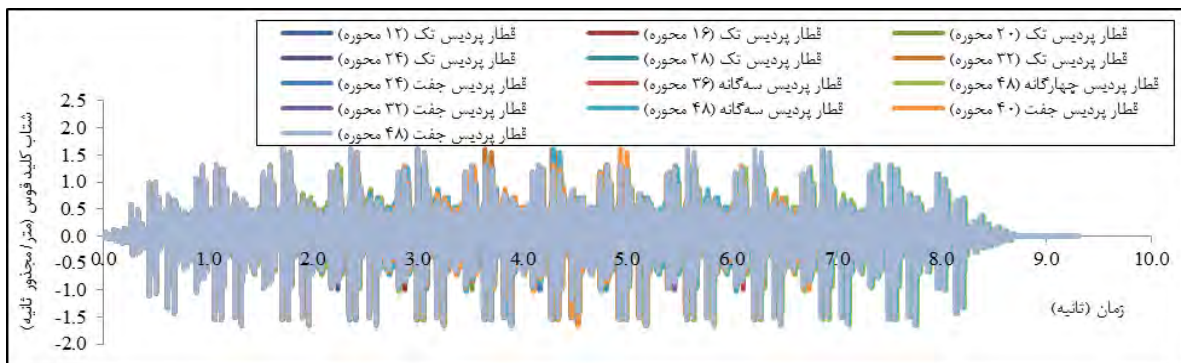 قطار پردیس تک (۱۲ محوره) قطار پردیس تک (۱۶ محوره) قطار پردیس تک (۲۰ محوره)
قطار پردیس تک (۲۴ محوره) قطار پردیس تک (۲۸ محوره) قطار پردیس تک (۳۲ محوره)
قطار پردیس جفت (۲۴ محوره) قطار پردیس سه‌گانه (۳۶ محوره) قطار پردیس چهارگانه (۴۸ محوره)
قطار پردیس جفت (۳۲ محوره) قطار پردیس سه‌گانه (۴۸ محوره) قطار پردیس جفت (۴۰ محوره)
قطار پردیس جفت (۴۸ محوره)
شتاب کلید قوس (متر/مجذور ثانیه)
2.5
2.0
1.5
1.0
0.5
0.0
-0.5
-1.0
-1.5
-2.0
0.0 1.0 2.0 3.0 4.0 5.0 6.0 7.0 8.0 9.0 10.0
زمان (ثانیه)